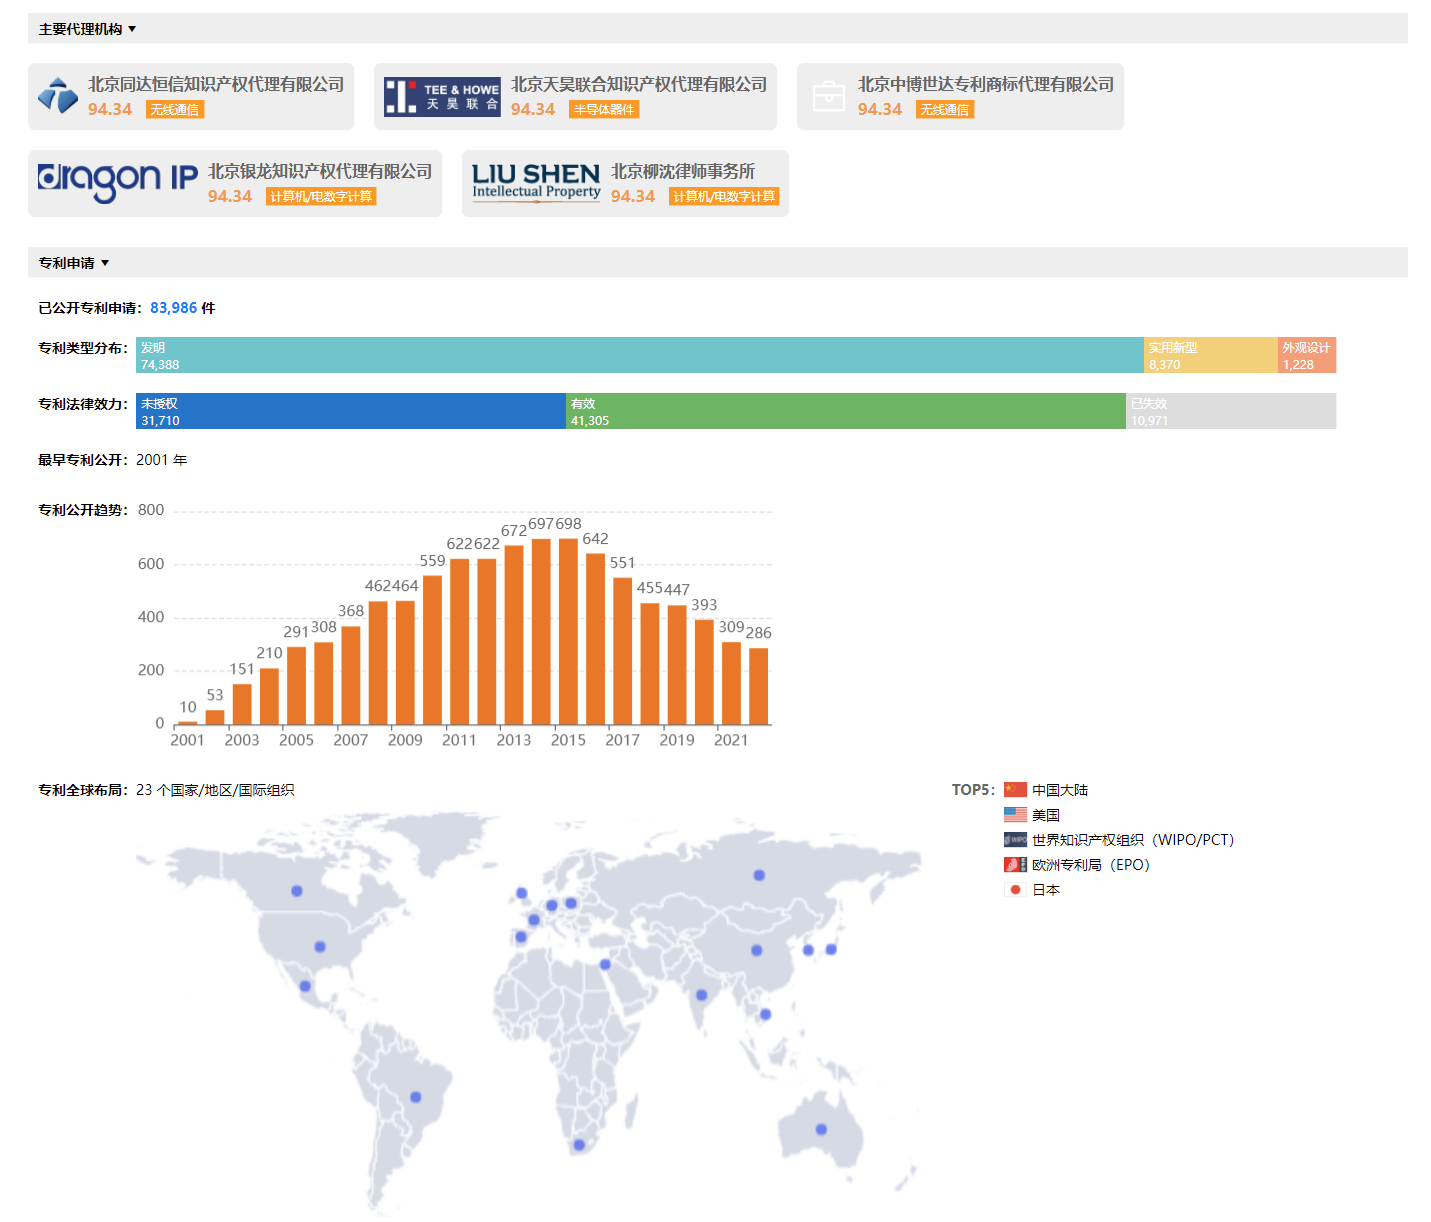 主要代理机构 ▼
北京同达恒信知识产权代理有限公司
94.34 无线通信
TEE & HOWE
天昊联合
北京天昊联合知识产权代理有限公司
94.34 半导体器件
北京中博世达专利商标代理有限公司
94.34 无线通信
dragon IP
北京银龙知识产权代理有限公司
94.34 计算机/电数字计算
LIU SHEN
Intellectual Property
北京柳沈律师事务所
94.34 计算机/电数字计算
专利申请 ▼
已公开专利申请：83,986 件
专利类型分布：
发明 实用新型 外观设计
74,388 8,370 1,228
专利法律效力：
未授权 有效 已失效
31,710 41,305 10,971
最早专利公开：2001 年
专利公开趋势：
800
600
400
200
0
10 53 151 210 291 308 368 462 464 559 622 622 672 697 698 642 551 455 447 393 309 286
2001 2003 2005 2007 2009 2011 2013 2015 2017 2019 2021
专利全球布局：23 个国家/地区/国际组织
TOP5：
中国大陆
美国
WIPO 世界知识产权组织（WIPO/PCT）
欧洲专利局（EPO）
日本